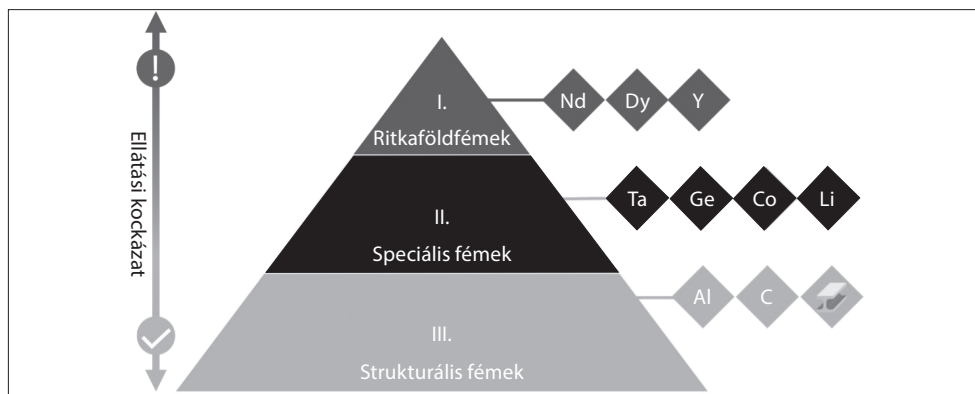 !
Ellátási kockázat
I.
Ritkaföldfémek
Nd Dy Y
II.
Speciális fémek
Ta Ge Co Li
III.
Strukturális fémek
Al C